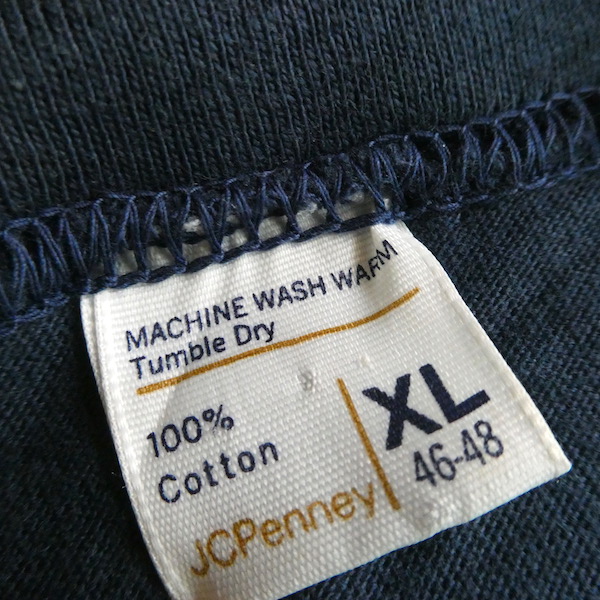 MACHINE WASH WARM
Tumble Dry
100%
Cotton
XL
46-48
JCPenney